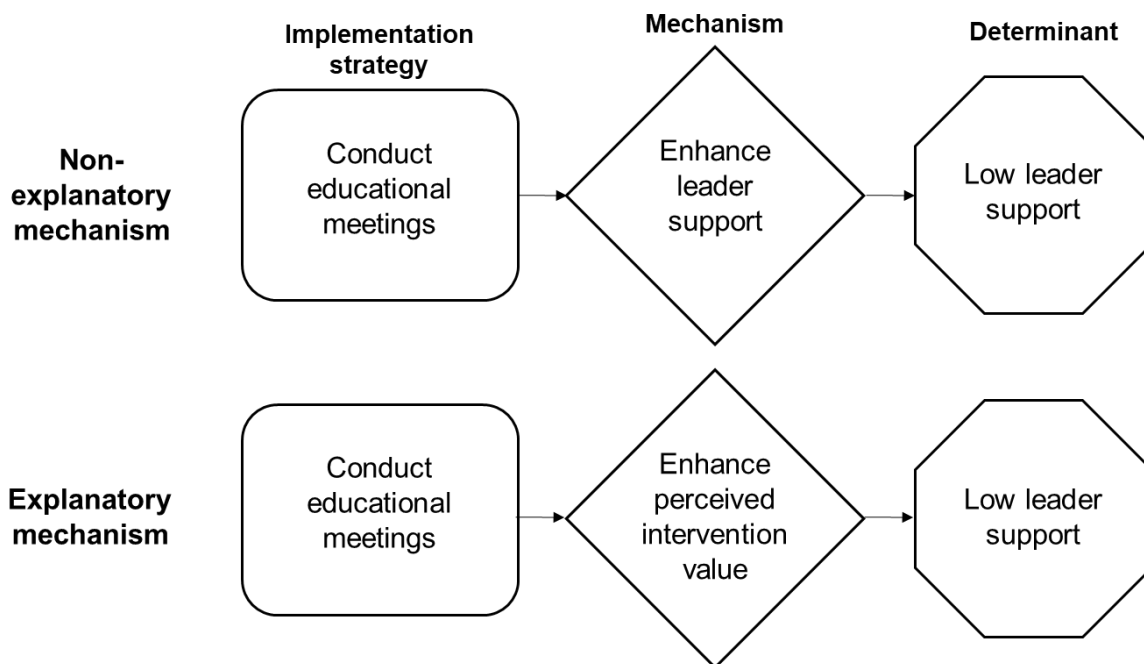 Implementation
strategy
Mechanism
Determinant
Non-
explanatory
mechanism
Conduct
educational
meetings
Enhance
leader
support
Low leader
support
Explanatory
mechanism
Conduct
educational
meetings
Enhance
perceived
intervention
value
Low leader
support